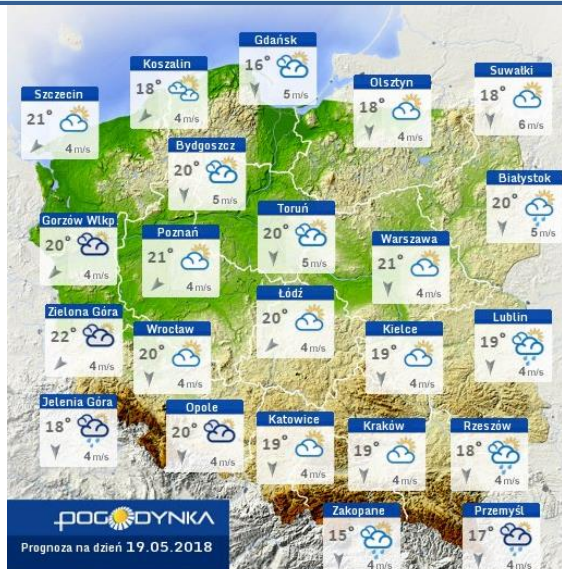 Gdańsk
16°
5 m/s
Koszalin
18°
4 m/s
Olsztyn
18°
4 m/s
Suwałki
18°
6 m/s
Szczecin
21°
4 m/s
Bydgoszcz
20°
5 m/s
Białystok
20°
5 m/s
Gorzów Wlkp
20°
4 m/s
Poznań
21°
4 m/s
Toruń
20°
5 m/s
Warszawa
21°
4 m/s
Zielona Góra
22°
4 m/s
Wrocław
20°
4 m/s
Łódź
20°
4 m/s
Kielce
19°
4 m/s
Lublin
19°
4 m/s
Jelenia Góra
18°
4 m/s
Opole
20°
4 m/s
Katowice
19°
4 m/s
Kraków
19°
4 m/s
Rzeszów
18°
4 m/s
Zakopane
15°
4 m/s
Przemyśl
17°
4 m/s
POGODYNKA
Prognoza na dzień 19.05.2018